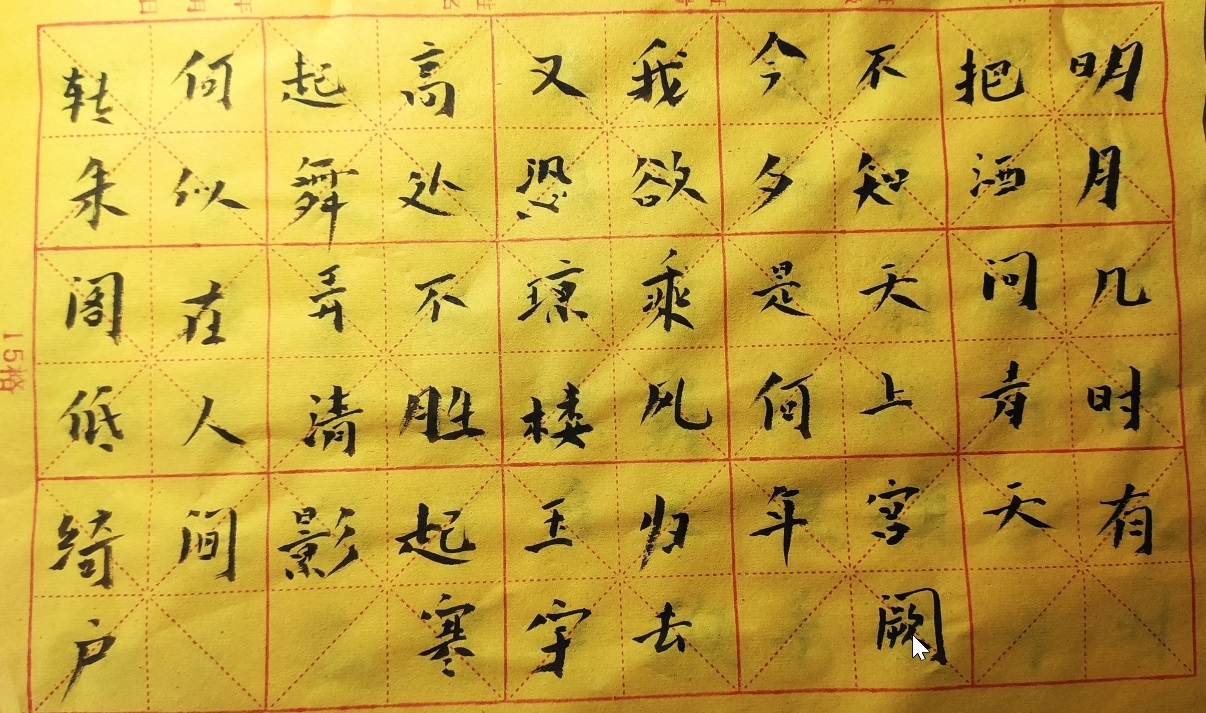 明月几时有
把酒问青天
不知天上宫阙
今夕是何年
我欲乘风归去
又恐琼楼玉宇
高处不胜起寒
起舞弄清影
何似在人间
转朱阁低绮户
15格